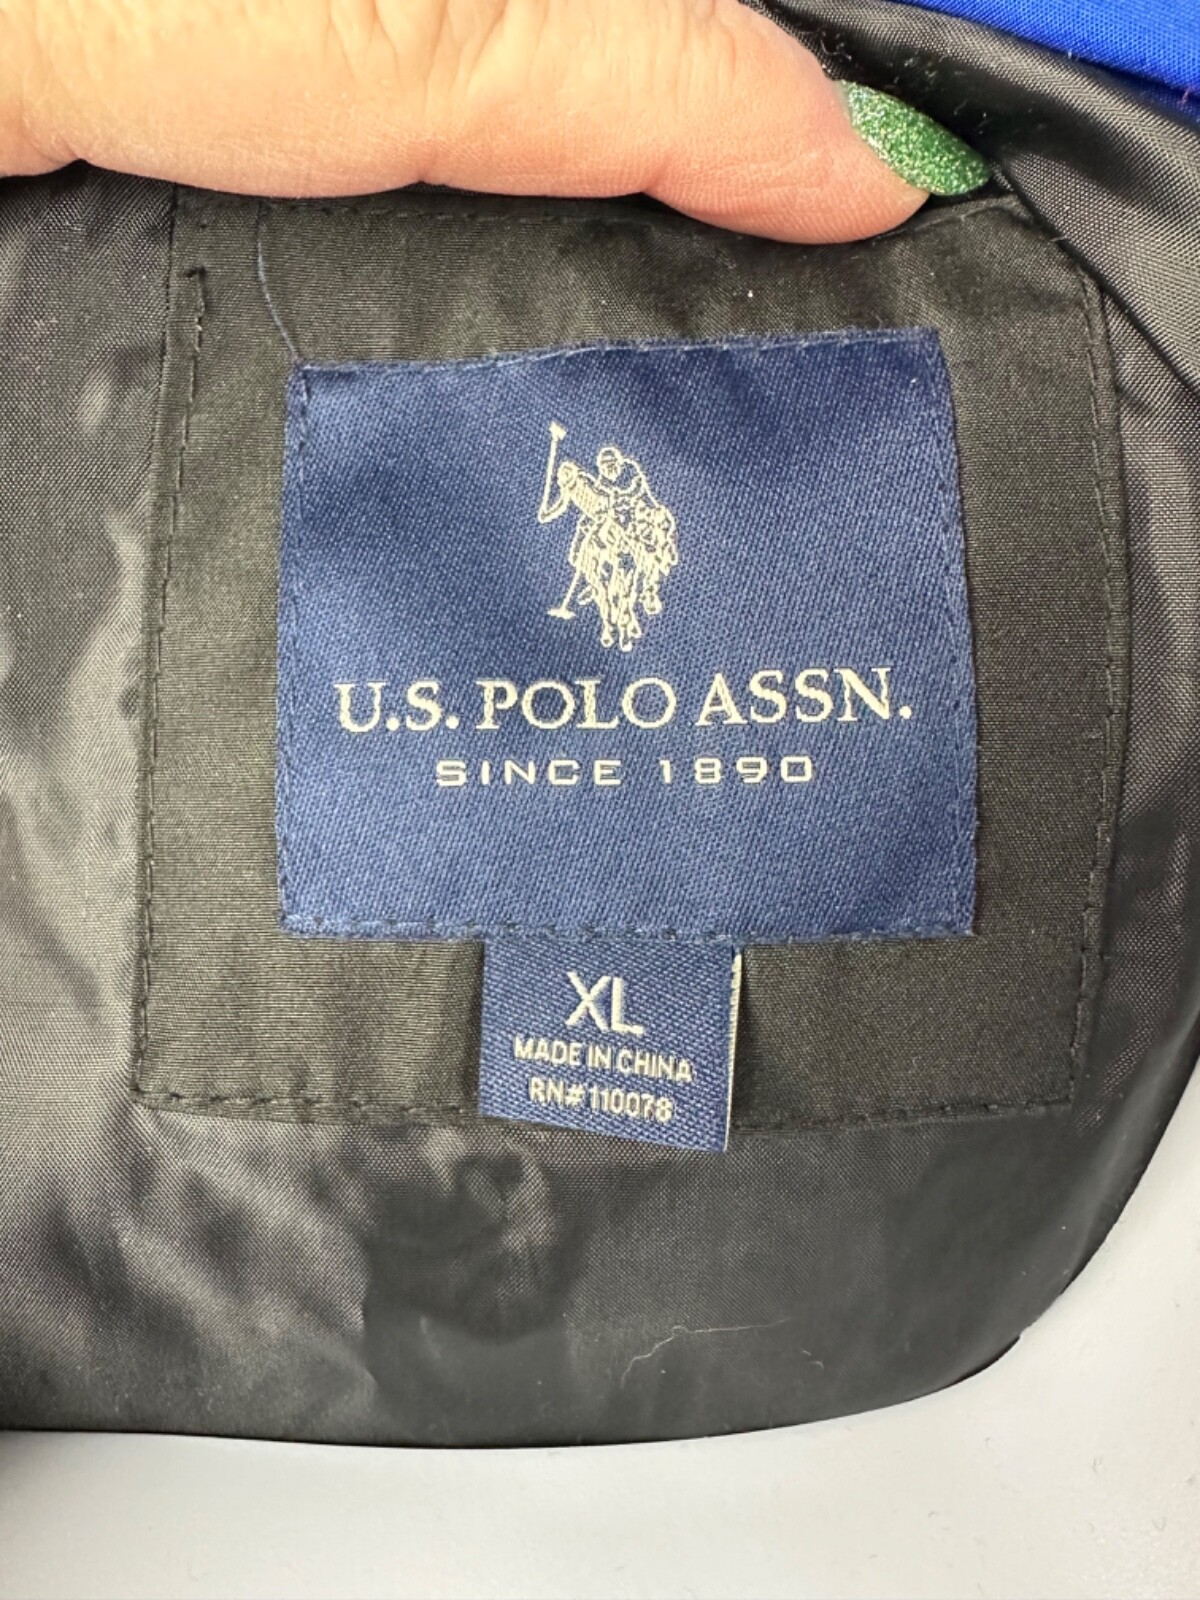 U.S. POLO ASSN.
SINCE 1890
XL
MADE IN CHINA
RN#110078